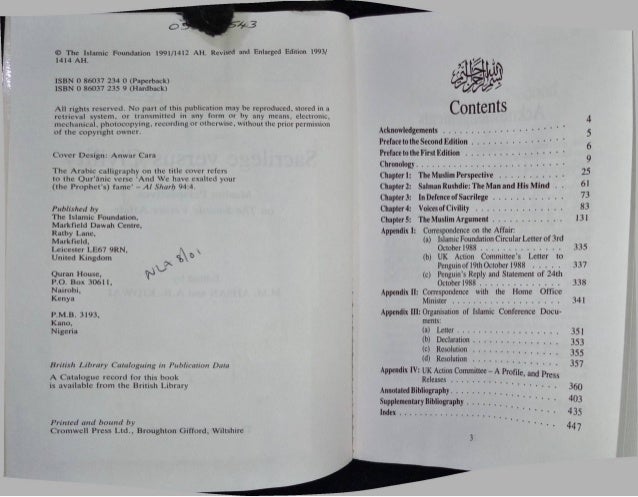 © The Islamic Foundation 1991/1412 AH. Revised and Enlarged Edition 1993/
1414 AH.
ISBN 0 86037 234 0 (Paperback)
ISBN 0 86037 235 9 (Hardback)
All rights reserved. No part of this publication may be reproduced, stored in a
retrieval system, or transmitted in any form or by any means, electronic,
mechanical, photocopying, recording or otherwise, without the prior permission
of the copyright owner.
Cover Design: Anwar Cara
The Arabic calligraphy on the title cover refers
to the Qur'ānic verse 'And We have exalted your
(the Prophet's) fame' – Al Sharḥ 94:4.
Published by
The Islamic Foundation,
Markfield Dawah Centre,
Ratby Lane,
Markfield,
Leicester LE67 9RN,
United Kingdom
NLA 8/01
Quran House,
P.O. Box 30611,
Nairobi,
Kenya
P.M.B. 3193,
Kano,
Nigeria
British Library Cataloguing in Publication Data
A Catalogue record for this book
is available from the British Library
Printed and bound by
Cromwell Press Ltd., Broughton Gifford, Wiltshire
بسم الله الرحمن الرحيم
Contents
Acknowledgements . . . . . . . . . . . . . . . . 4
Preface to the Second Edition . . . . . . . . . . . 5
Preface to the First Edition . . . . . . . . . . . . 6
Chronology . . . . . . . . . . . . . . . . . . . 9
Chapter 1: The Muslim Perspective . . . . . . . . . 25
Chapter 2: Salman Rushdie: The Man and His Mind . . 61
Chapter 3: In Defence of Sacrilege . . . . . . . . . 73
Chapter 4: Voices of Civility . . . . . . . . . . . 83
Chapter 5: The Muslim Argument . . . . . . . . . . 131
Appendix I: Correspondence on the Affair:
(a) Islamic Foundation Circular Letter of 3rd
October 1988 . . . . . . . . . . . . . 335
(b) UK Action Committee's Letter to
Penguin of 19th October 1988 . . . . . 337
(c) Penguin's Reply and Statement of 24th
October 1988 . . . . . . . . . . . . . 338
Appendix II: Correspondence with the Home Office
Minister . . . . . . . . . . . . . . . 341
Appendix III: Organisation of Islamic Conference Docu-
ments:
(a) Letter . . . . . . . . . . . . . . 351
(b) Declaration . . . . . . . . . . . . 353
(c) Resolution . . . . . . . . . . . . 355
(d) Resolution . . . . . . . . . . . . 357
Appendix IV: UK Action Committee – A Profile, and Press
Releases . . . . . . . . . . . . . . . 360
Annotated Bibliography . . . . . . . . . . . . . . 403
Supplementary Bibliography . . . . . . . . . . . . 435
Index . . . . . . . . . . . . . . . . . . . . . 447
3